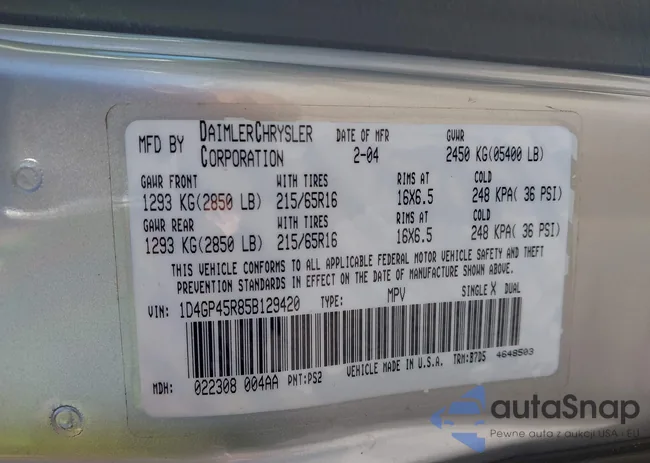 MFD BY DAIMLERCHRYSLER CORPORATION DATE OF MFR 2-04 GVWR 2450 KG(05400 LB)
GAWR FRONT WITH TIRES RIMS AT COLD
1293 KG(2850 LB) 215/65R16 16X6.5 248 KPA( 36 PSI)
GAWR REAR WITH TIRES RIMS AT COLD
1293 KG(2850 LB) 215/65R16 16X6.5 248 KPA( 36 PSI)
THIS VEHICLE CONFORMS TO ALL APPLICABLE FEDERAL MOTOR VEHICLE SAFETY AND THEFT
PREVENTION STANDARDS IN EFFECT ON THE DATE OF MANUFACTURE SHOWN ABOVE.
VIN: 1D4GP45R85B129420 TYPE: MPV SINGLE X DUAL
VEHICLE MADE IN U.S.A. TRM:B7D5 4648503
MDH: 022308 004AA PNT:PS2
autaSnap
Pewne auta z aukcji USA - EU